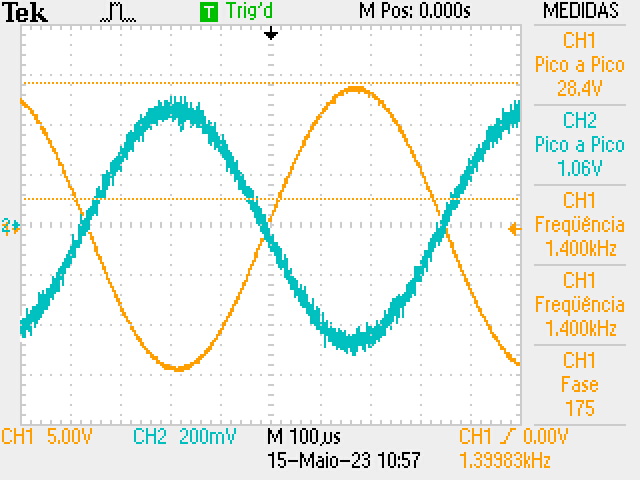 Tek T Trig'd M Pos: 0.000s MEDIDAS
CH1
Pico a Pico
28.4V
CH2
Pico a Pico
1.06V
CH1
Freqüência
1.400kHz
CH1
Freqüência
1.400kHz
CH1
Fase
175
2
CH1 5.00V CH2 200mV M 100µs CH1 0.00V
15-Maio-23 10:57 1.39983kHz